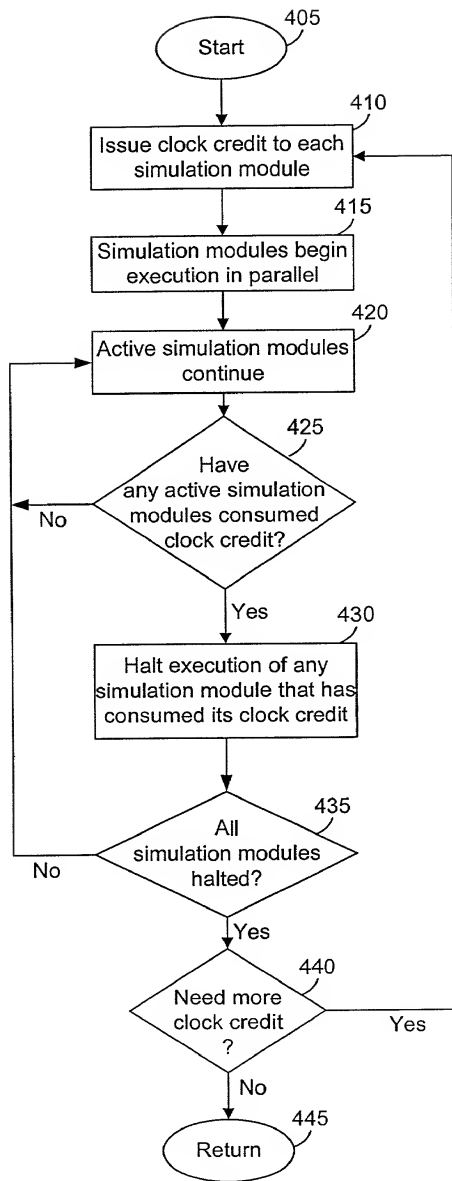 405
Start
410
Issue clock credit to each
simulation module
415
Simulation modules begin
execution in parallel
420
Active simulation modules
continue
425
Have
any active simulation
modules consumed
clock credit?
No
Yes
430
Halt execution of any
simulation module that has
consumed its clock credit
435
All
simulation modules
halted?
No
Yes
440
Need more
clock credit
?
Yes
No
445
Return